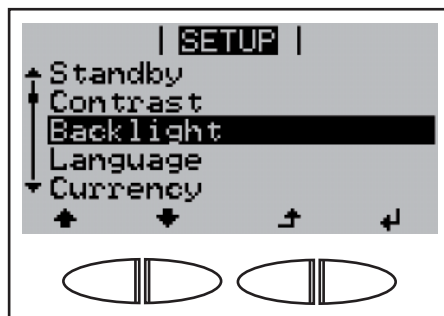 SETUP
Standby
Contrast
Backlight
Language
Currency